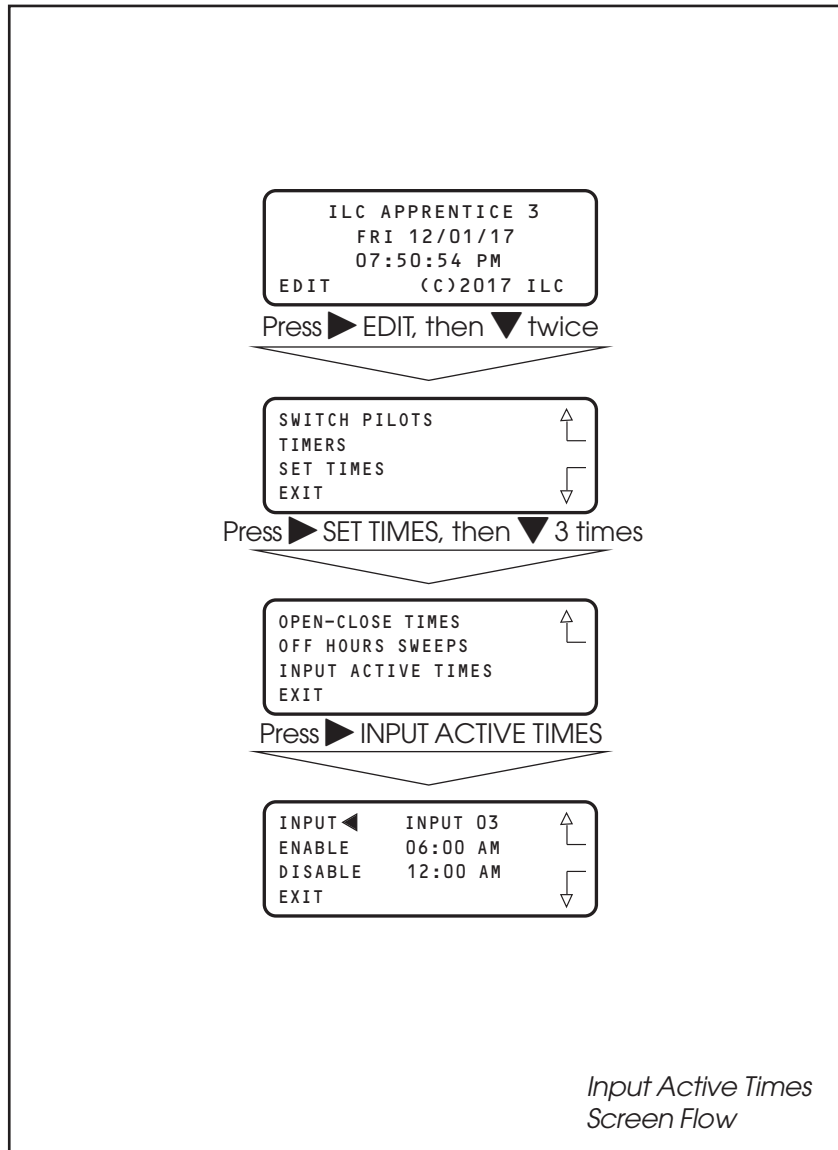 ILC APPRENTICE 3
FRI 12/01/17
07:50:54 PM
EDIT (C)2017 ILC
Press ▶ EDIT, then ▼ twice
SWITCH PILOTS
TIMERS
SET TIMES
EXIT
Press ▶ SET TIMES, then ▼ 3 times
OPEN-CLOSE TIMES
OFF HOURS SWEEPS
INPUT ACTIVE TIMES
EXIT
Press ▶ INPUT ACTIVE TIMES
INPUT◀ INPUT 03
ENABLE 06:00 AM
DISABLE 12:00 AM
EXIT
Input Active Times
Screen Flow